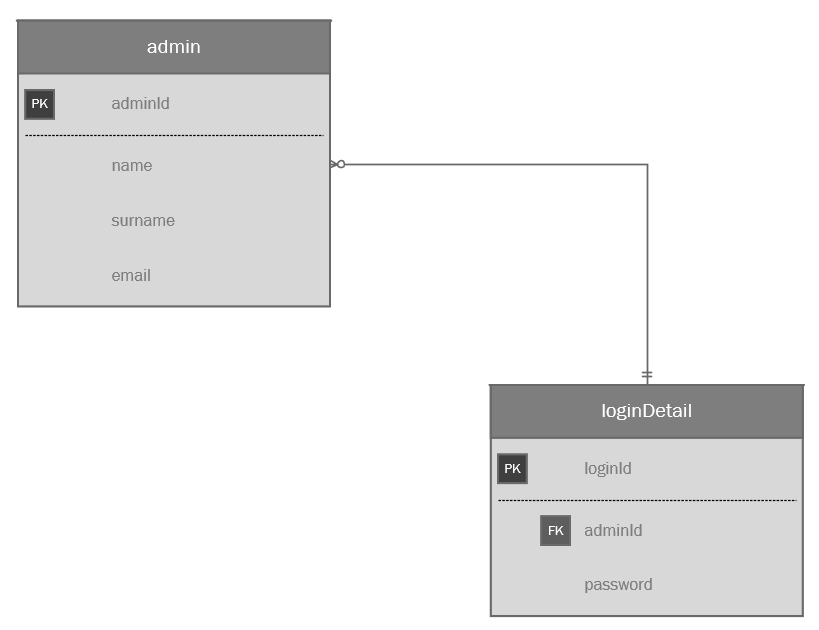 admin
PK adminId
name
surname
email
loginDetail
PK loginId
FK adminId
password